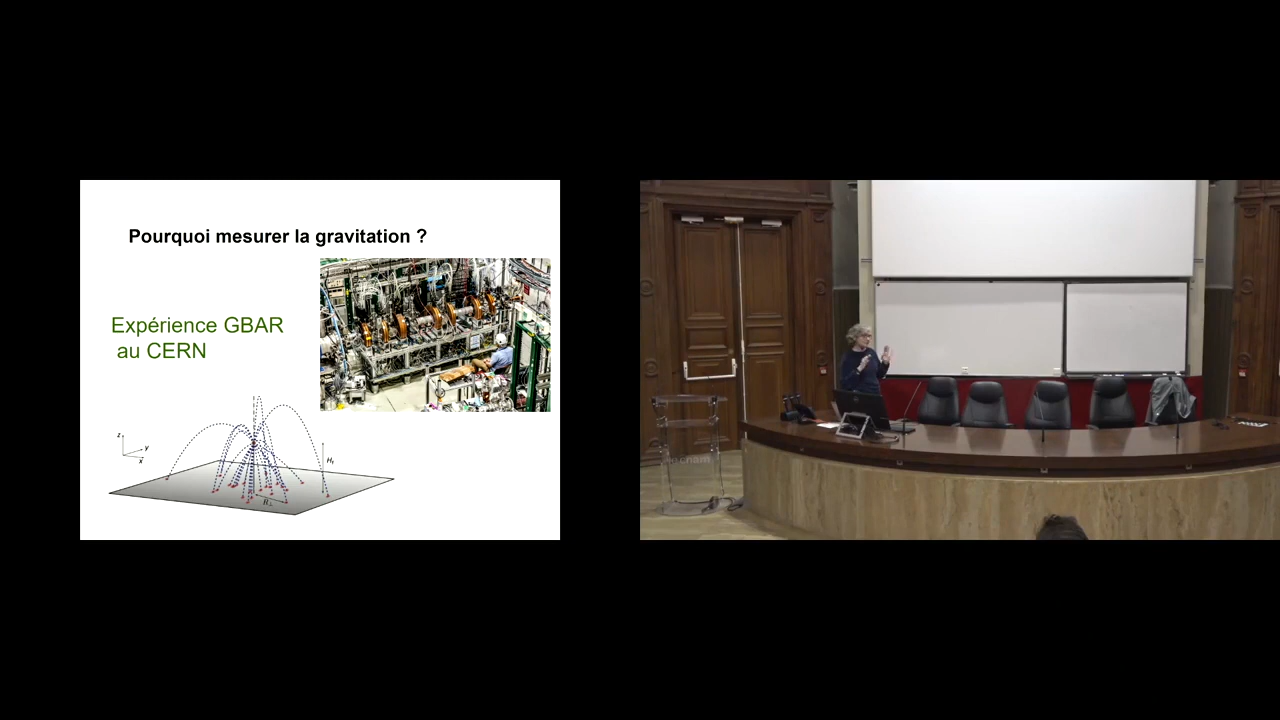 Pourquoi mesurer la gravitation ?
Expérience GBAR
au CERN
z
y
x